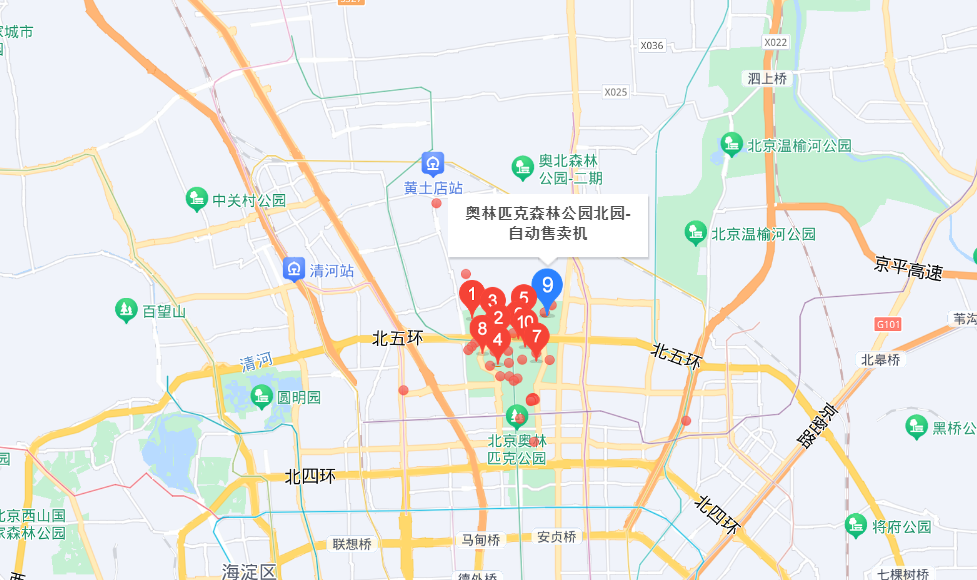 家城市
X036
X022
泗上桥
X025
北京温榆河公园
奥北森林
公园-二期
黄土店站
中关村公园
奥林匹克森林公园北园-
自动售卖机
北京温榆河公园
清河站
京平高速
百望山
1
3
5
9
2
10
8
4
7
G101
苇沟
北五环
北五环
北皋桥
清河
圆明园
京密路
黑桥公
北京奥林
匹克公园
北四环
北四环
北京西山国
家森林公园
将府公园
联想桥
马甸桥
安贞桥
海淀区
德外桥
七棵树桥